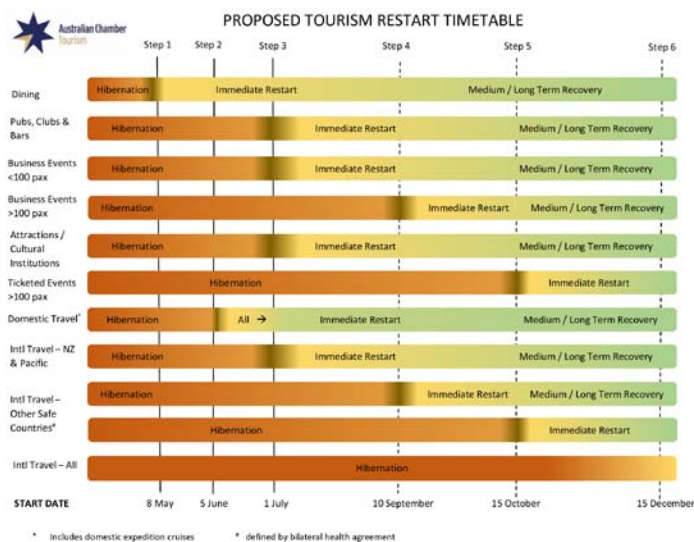 Australian Chamber
Tourism
PROPOSED TOURISM RESTART TIMETABLE
Step 1 Step 2 Step 3 Step 4 Step 5 Step 6
Dining Hibernation Immediate Restart Medium / Long Term Recovery
Pubs, Clubs &
Bars
Hibernation Immediate Restart Medium / Long Term Recovery
Business Events
<100 pax
Hibernation Immediate Restart Medium / Long Term Recovery
Business Events
>100 pax
Hibernation Immediate Restart Medium / Long Term Recovery
Attractions /
Cultural
Institutions
Hibernation Immediate Restart Medium / Long Term Recovery
Ticketed Events
>100 pax
Hibernation Immediate Restart
Domestic Travel* Hibernation All → Immediate Restart Medium / Long Term Recovery
Intl Travel – NZ
& Pacific
Hibernation Immediate Restart Medium / Long Term Recovery
Intl Travel –
Other Safe
Countries#
Hibernation Immediate Restart Medium / Long Term Recovery
Hibernation Immediate Restart
Intl Travel – All Hibernation
START DATE 8 May 5 June 1 July 10 September 15 October 15 December
* Includes domestic expedition cruises # defined by bilateral health agreement